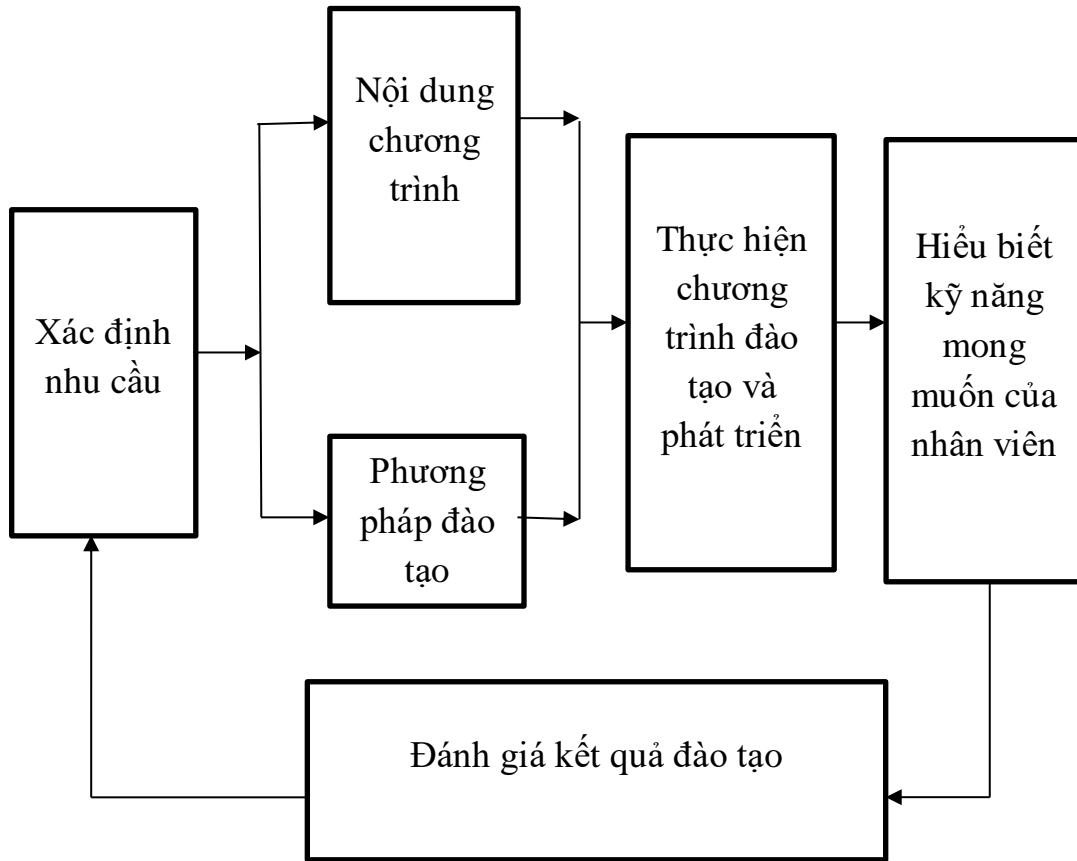 Xác định
nhu cầu
Nội dung
chương
trình
Phương
pháp đào
tạo
Thực hiện
chương
trình đào
tạo và
phát triển
Hiểu biết
kỹ năng
mong
muốn của
nhân viên
Đánh giá kết quả đào tạo